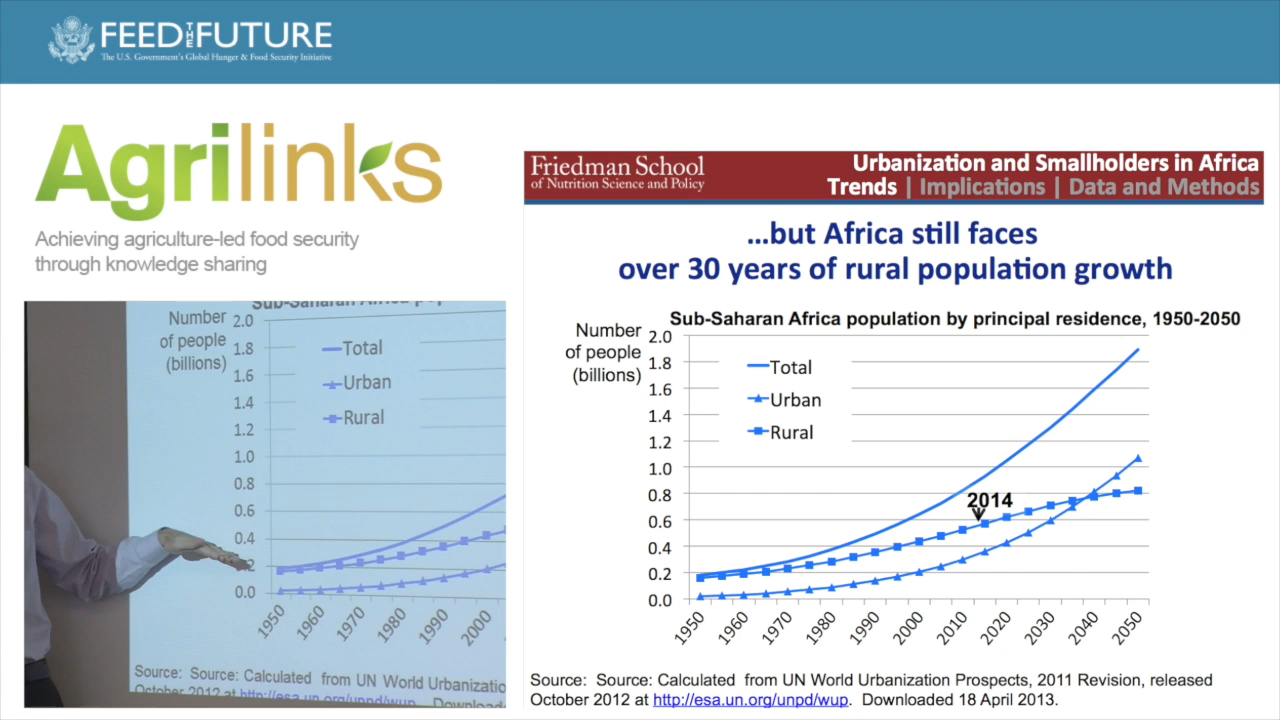 FEED THE FUTURE
The U.S. Government's Global Hunger & Food Security Initiative
Agrilinks
Achieving agriculture-led food security
through knowledge sharing
Friedman School
of Nutrition Science and Policy
Urbanization and Smallholders in Africa
Trends | Implications | Data and Methods
...but Africa still faces
over 30 years of rural population growth
Sub-Saharan Africa population by principal residence, 1950-2050
Number
of people
(billions)
2.0
1.8
1.6
1.4
1.2
1.0
0.8
0.6
0.4
0.2
0.0
Total
Urban
Rural
2014
1950
1960
1970
1980
1990
2000
2010
2020
2030
2040
2050
Source: Source: Calculated from UN World Urbanization Prospects, 2011 Revision, released
October 2012 at http://esa.un.org/unpd/wup. Downloaded 18 April 2013.
Sub-Saharan Africa
Number
of people
(billions)
2.0
1.8
1.6
1.4
1.2
1.0
0.8
0.6
0.4
.2
0.0
Total
Urban
Rural
1950
1960
1970
1980
1990
2000
Source: Source: Calculated from UN World Urbanizatio
October 2012 at http://esa.un.org/unpd/wup